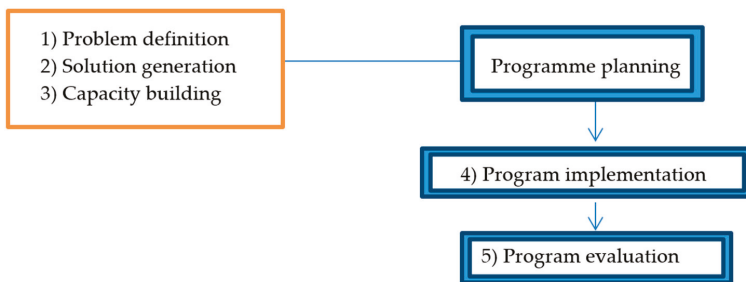 1) Problem definition
2) Solution generation
3) Capacity building
Programme planning
4) Program implementation
5) Program evaluation